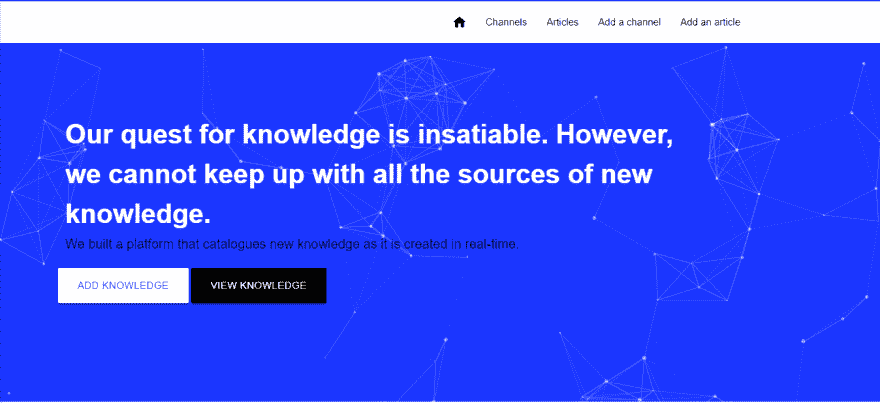 Channels Articles Add a channel Add an article
Our quest for knowledge is insatiable. However,
we cannot keep up with all the sources of new
knowledge.
We built a platform that catalogues new knowledge as it is created in real-time.
ADD KNOWLEDGE VIEW KNOWLEDGE